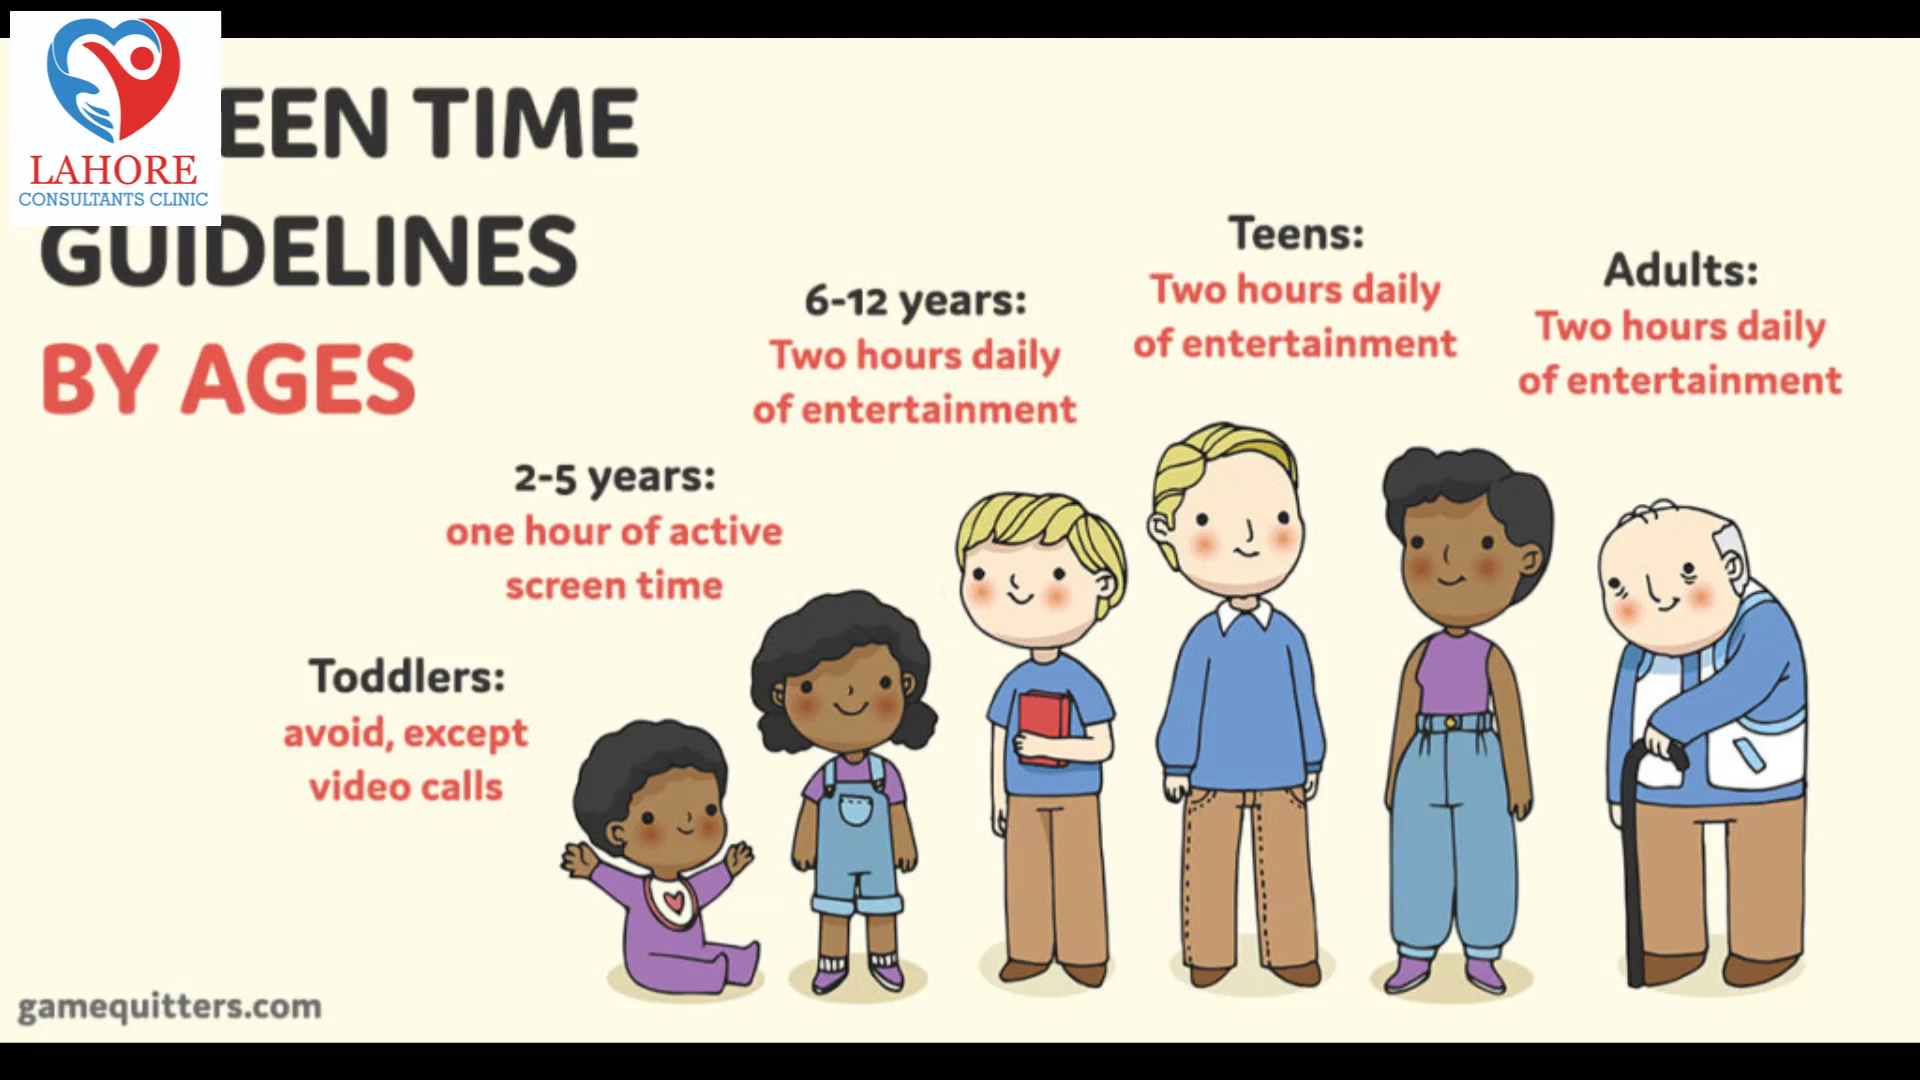 LAHORE
CONSULTANTS CLINIC
EEN TIME
GUIDELINES
BY AGES
Toddlers:
avoid, except
video calls
2-5 years:
one hour of active
screen time
6-12 years:
Two hours daily
of entertainment
Teens:
Two hours daily
of entertainment
Adults:
Two hours daily
of entertainment
gamequitters.com